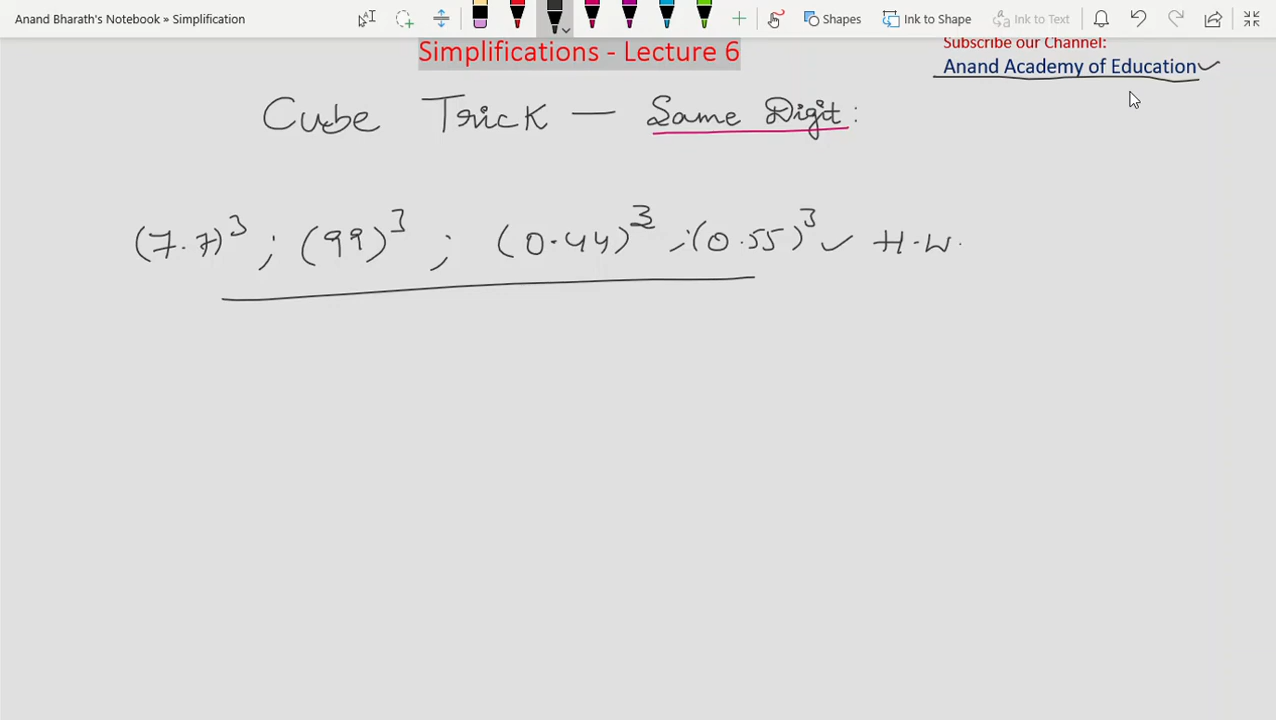 Anand Bharath's Notebook » Simplification
Shapes
Ink to Shape
Ink to Text
Simplifications - Lecture 6
Subscribe our Channel:
Anand Academy of Education
Cube Trick — Same Digit:
(7.7)³ ; (99)³ ; (0.44)³ ; (0.55)³ ✓ H.W.